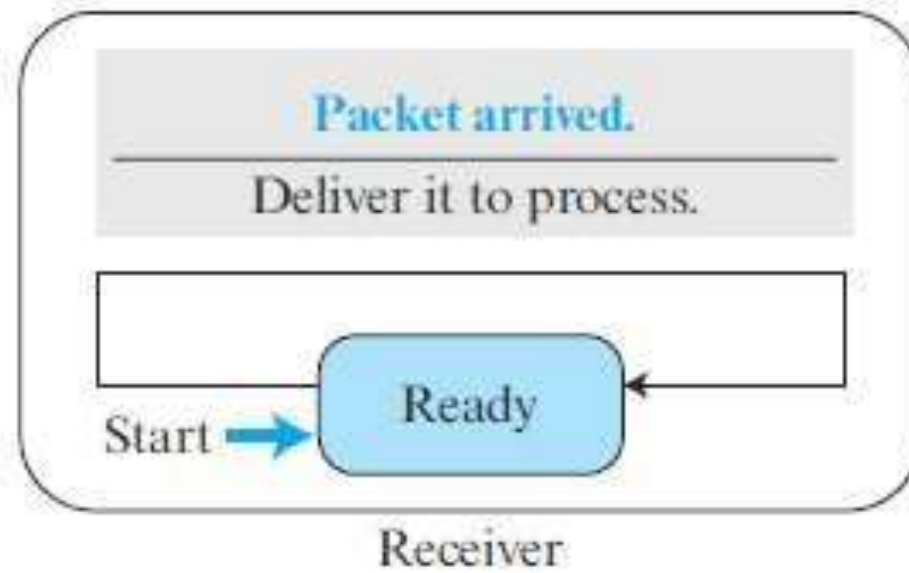 Packet arrived.
Deliver it to process.
Ready
Start
Receiver